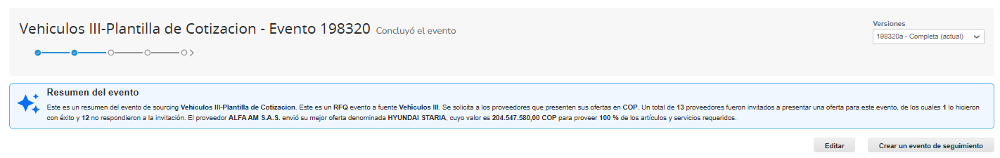 Vehiculos III-Plantilla de Cotizacion - Evento 198320 Concluyó el evento
Versiones
198320a - Completa (actual)
Resumen del evento
Este es un resumen del evento de sourcing Vehiculos III-Plantilla de Cotizacion. Este es un RFQ evento a fuente Vehículos III. Se solicita a los proveedores que presenten sus ofertas en COP. Un total de 13 proveedores fueron invitados a presentar una oferta para este evento, de los cuales 1 lo hicieron
con éxito y 12 no respondieron a la invitación. El proveedor ALFA AM S.A.S. envió su mejor oferta denominada HYUNDAI STARIA, cuyo valor es 204.547.580,00 COP para proveer 100 % de los artículos y servicios requeridos.
Editar
Crear un evento de seguimiento